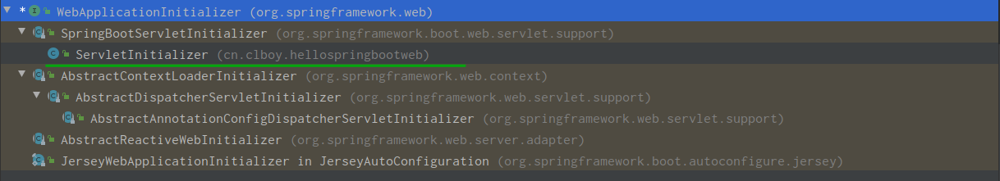 * WebApplicationInitializer (org.springframework.web)
SpringBootServletInitializer (org.springframework.boot.web.servlet.support)
ServletInitializer (cn.clboy.hellospringbootweb)
AbstractContextLoaderInitializer (org.springframework.web.context)
AbstractDispatcherServletInitializer (org.springframework.web.servlet.support)
AbstractAnnotationConfigDispatcherServletInitializer (org.springframework.web.servlet.support)
AbstractReactiveWebInitializer (org.springframework.web.server.adapter)
JerseyWebApplicationInitializer in JerseyAutoConfiguration (org.springframework.boot.autoconfigure.jersey)